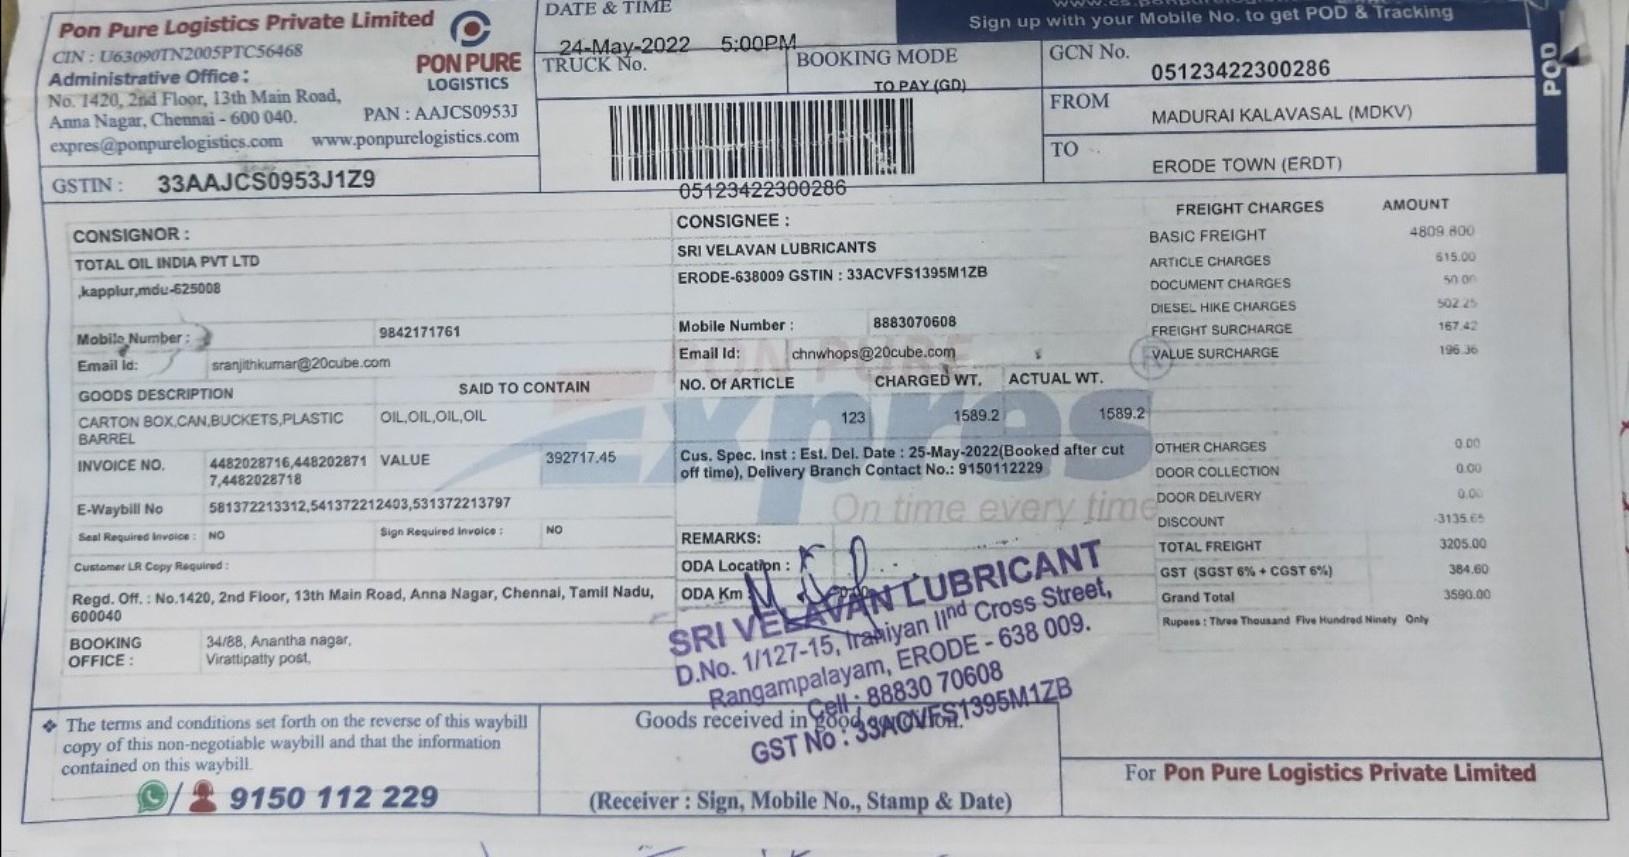 Pon Pure Logistics Private Limited
CIN : U63090TN2005PTC56468
Administrative Office :
No. 1420, 2nd Floor, 13th Main Road,
Anna Nagar, Chennai - 600 040.
PAN : AAJCS0953J
expres@ponpurelogistics.com www.ponpurelogistics.com
GSTIN : 33AAJCS0953J1Z9
PON PURE
LOGISTICS
DATE & TIME
24-May-2022 5:00PM
TRUCK No.
BOOKING MODE
TO PAY (GD)
05123422300286
Sign up with your Mobile No. to get POD & Tracking
GCN No.
05123422300286
FROM
MADURAI KALAVASAL (MDKV)
TO
ERODE TOWN (ERDT)
POD
CONSIGNOR :
TOTAL OIL INDIA PVT LTD
,kapplur,mdu-625008
Mobile Number : 9842171761
Email Id: sranjithkumar@20cube.com
CONSIGNEE :
SRI VELAVAN LUBRICANTS
ERODE-638009 GSTIN : 33ACVFS1395M1ZB
Mobile Number : 8883070608
Email Id: chnwhops@20cube.com
GOODS DESCRIPTION SAID TO CONTAIN
CARTON BOX,CAN,BUCKETS,PLASTIC OIL,OIL,OIL,OIL
BARREL
NO. Of ARTICLE CHARGED WT. ACTUAL WT.
123 1589.2 1589.2
INVOICE NO. 4482028716,448202871 VALUE 392717.45
7,4482028718
E-Waybill No 581372213312,541372212403,531372213797
Seal Required Invoice : NO Sign Required Invoice : NO
Customer LR Copy Required :
Regd. Off. : No.1420, 2nd Floor, 13th Main Road, Anna Nagar, Chennai, Tamil Nadu,
600040
BOOKING 34/88, Anantha nagar,
OFFICE : Virattipatty post,
Cus. Spec. Inst : Est. Del. Date : 25-May-2022(Booked after cut
off time), Delivery Branch Contact No.: 9150112229
PON PURE
Expres
On time every time
REMARKS:
ODA Location :
ODA Km
FREIGHT CHARGES AMOUNT
BASIC FREIGHT 4809.800
ARTICLE CHARGES 615.00
DOCUMENT CHARGES 50.00
DIESEL HIKE CHARGES 502.25
FREIGHT SURCHARGE 167.42
VALUE SURCHARGE 196.36
OTHER CHARGES 0.00
DOOR COLLECTION 0.00
DOOR DELIVERY 0.00
DISCOUNT -3135.65
TOTAL FREIGHT 3205.00
GST (SGST 6% + CGST 6%) 384.60
Grand Total 3590.00
Rupees : Three Thousand Five Hundred Ninety Only
SRI VELAVAN LUBRICANT
D.No. 1/127-15, Iraniyan IInd Cross Street,
Rangampalayam, ERODE - 638 009.
Cell : 88830 70608
GST No : 33ACVFS1395M1ZB
The terms and conditions set forth on the reverse of this waybill
copy of this non-negotiable waybill and that the information
contained on this waybill.
9150 112 229
Goods received in good
(Receiver : Sign, Mobile No., Stamp & Date)
For Pon Pure Logistics Private Limited